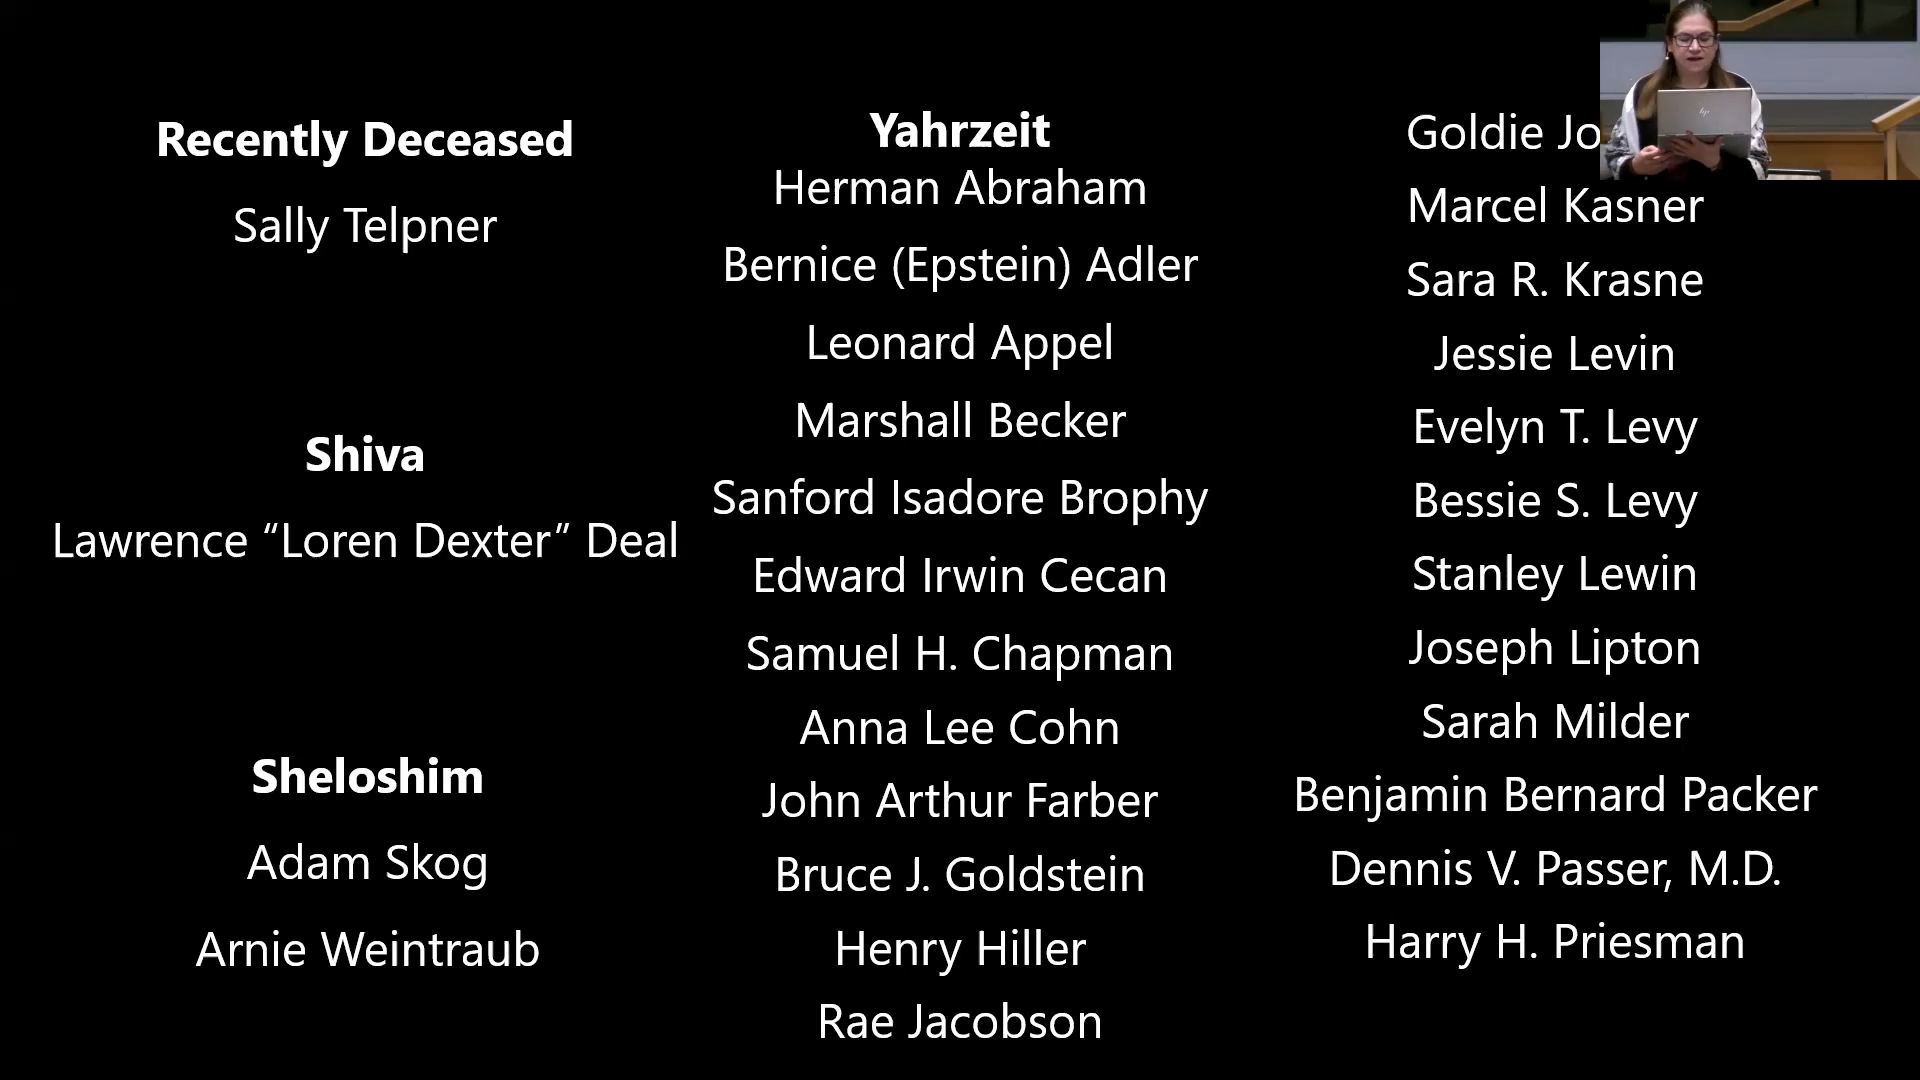 Recently Deceased
Sally Telpner
Shiva
Lawrence “Loren Dexter” Deal
Sheloshim
Adam Skog
Arnie Weintraub
Yahrzeit
Herman Abraham
Bernice (Epstein) Adler
Leonard Appel
Marshall Becker
Sanford Isadore Brophy
Edward Irwin Cecan
Samuel H. Chapman
Anna Lee Cohn
John Arthur Farber
Bruce J. Goldstein
Henry Hiller
Rae Jacobson
Goldie
Marcel Kasner
Sara R. Krasne
Jessie Levin
Evelyn T. Levy
Bessie S. Levy
Stanley Lewin
Joseph Lipton
Sarah Milder
Benjamin Bernard Packer
Dennis V. Passer, M.D.
Harry H. Priesman